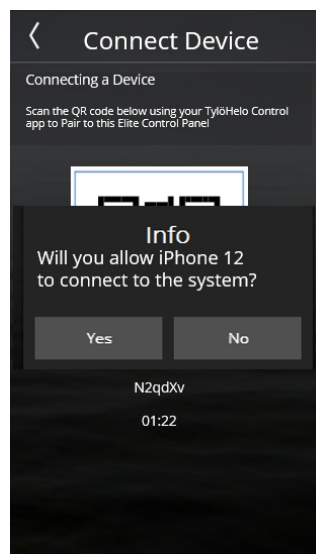 Connect Device
Connecting a Device
Scan the QR code below using your TylöHelo Control
app to Pair to this Elite Control Panel
Info
Will you allow iPhone 12
to connect to the system?
Yes
No
N2qdXv
01:22